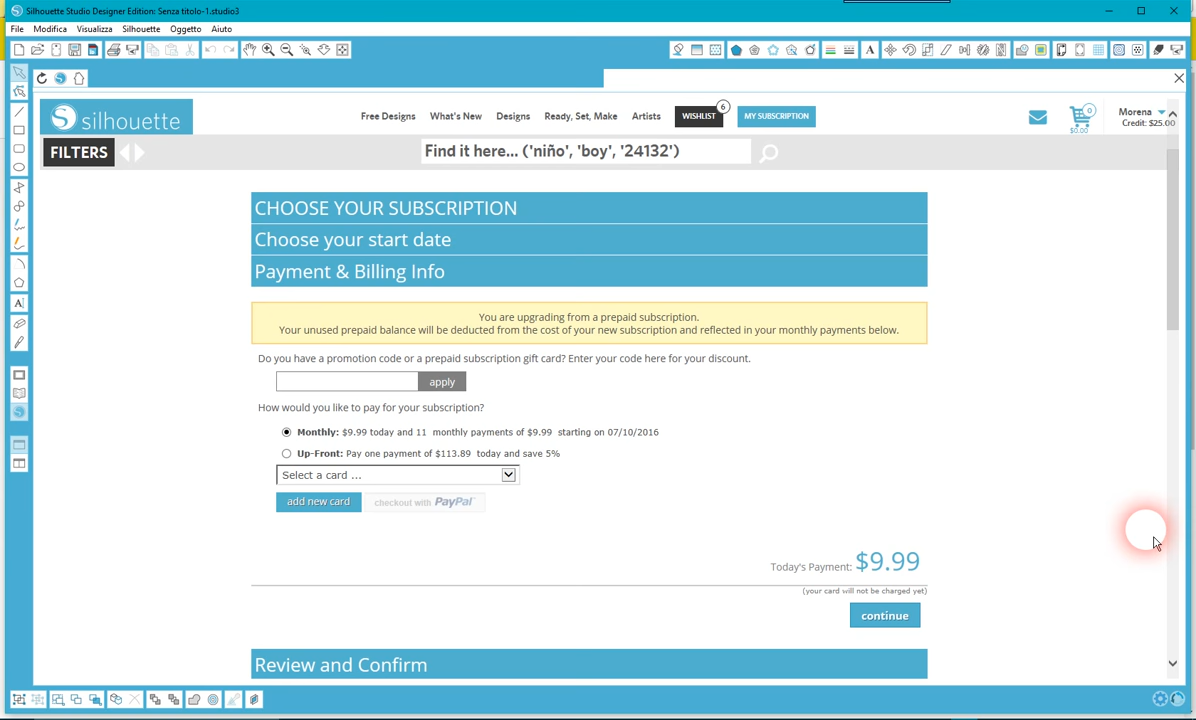 Silhouette Studio Designer Edition: Senza titolo-1.studio3
File Modifica Visualizza Silhouette Oggetto Aiuto
silhouette
Free Designs What's New Designs Ready, Set, Make Artists WISHLIST 6 MY SUBSCRIPTION 0 $0.00 Morena
Credit: $25.00
FILTERS Find it here... ('niño', 'boy', '24132')
CHOOSE YOUR SUBSCRIPTION
Choose your start date
Payment & Billing Info
You are upgrading from a prepaid subscription.
Your unused prepaid balance will be deducted from the cost of your new subscription and reflected in your monthly payments below.
Do you have a promotion code or a prepaid subscription gift card? Enter your code here for your discount.
apply
How would you like to pay for your subscription?
Monthly: $9.99 today and 11 monthly payments of $9.99 starting on 07/10/2016
Up-Front: Pay one payment of $113.89 today and save 5%
Select a card ...
add new card checkout with PayPal
Today's Payment: $9.99
(your card will not be charged yet)
continue
Review and Confirm